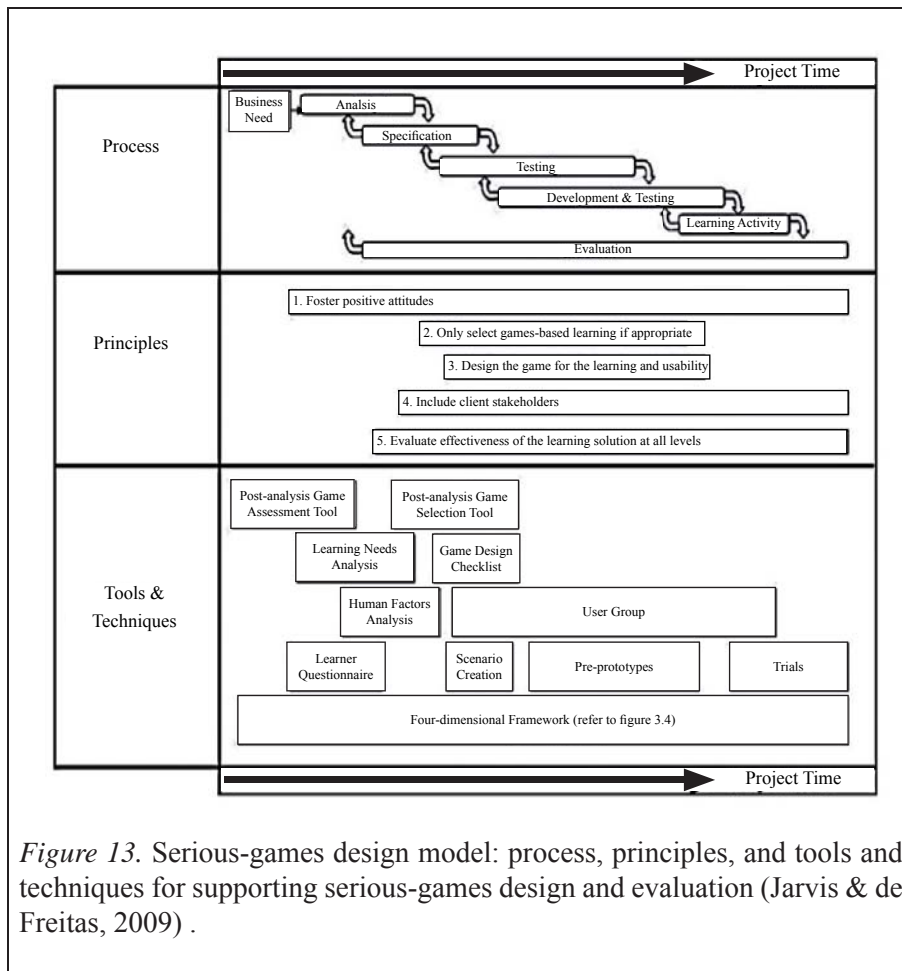 Project Time
Process
Business
Need
Analsis
Specification
Testing
Development & Testing
Learning Activity
Evaluation
Principles
1. Foster positive attitudes
2. Only select games-based learning if appropriate
3. Design the game for the learning and usability
4. Include client stakeholders
5. Evaluate effectiveness of the learning solution at all levels
Tools &
Techniques
Post-analysis Game
Assessment Tool
Post-analysis Game
Selection Tool
Learning Needs
Analysis
Game Design
Checklist
Human Factors
Analysis
User Group
Learner
Questionnaire
Scenario
Creation
Pre-prototypes
Trials
Four-dimensional Framework (refer to figure 3.4)
Project Time
Figure 13. Serious-games design model: process, principles, and tools and
techniques for supporting serious-games design and evaluation (Jarvis & de
Freitas, 2009) .